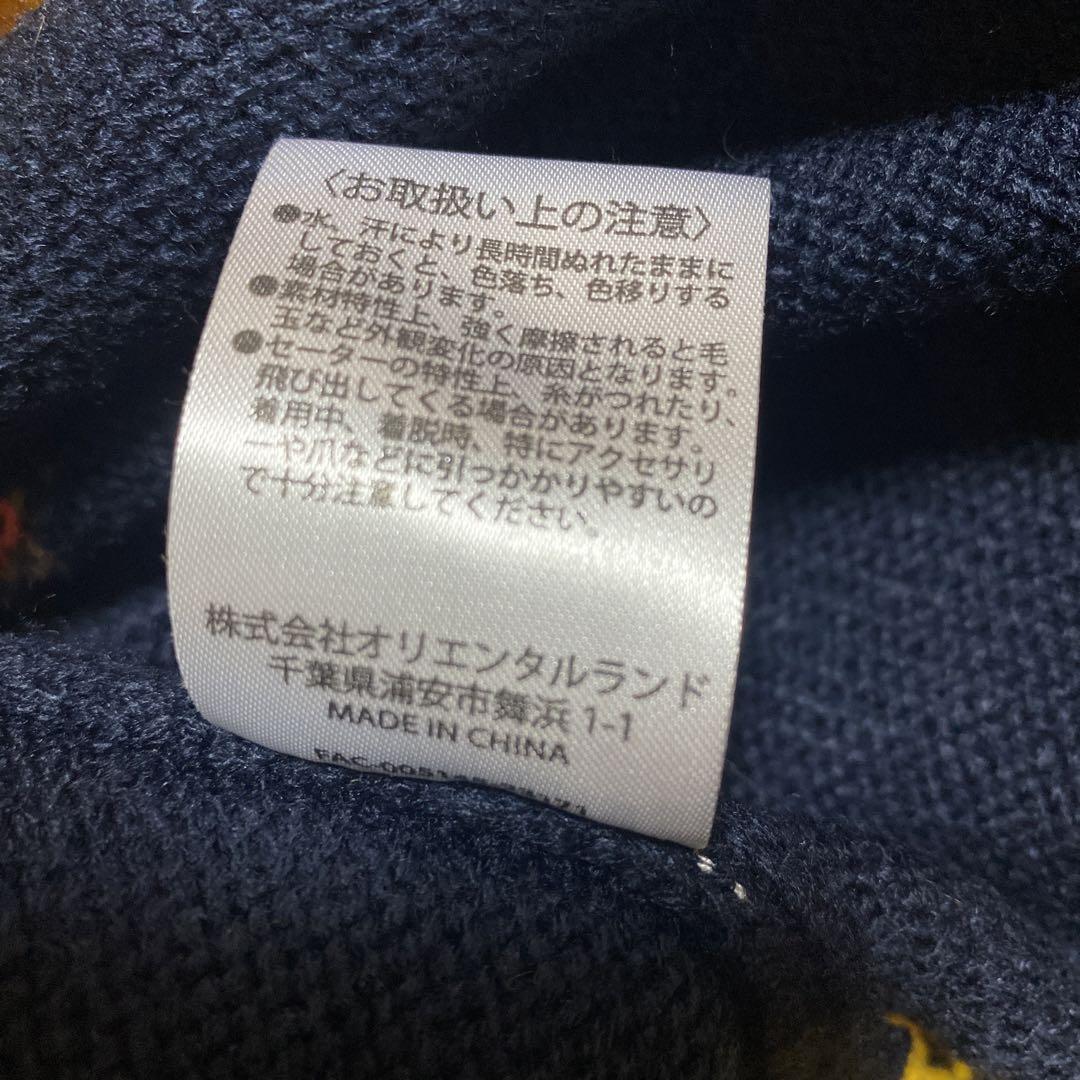 〈お取扱い上の注意〉
●水、汗により長時間ぬれたままに
しておくと、色落ち、色移りする
場合があります。
●素材特性上、強く摩擦されると毛
玉など外観変化の原因となります。
●セーターの特性上、糸がつれたり、
飛び出してくる場合があります。
着用中、着脱時、特にアクセサリ
ーや爪などに引っかかりやすいの
で十分注意してください。
株式会社オリエンタルランド
千葉県浦安市舞浜1-1
MADE IN CHINA